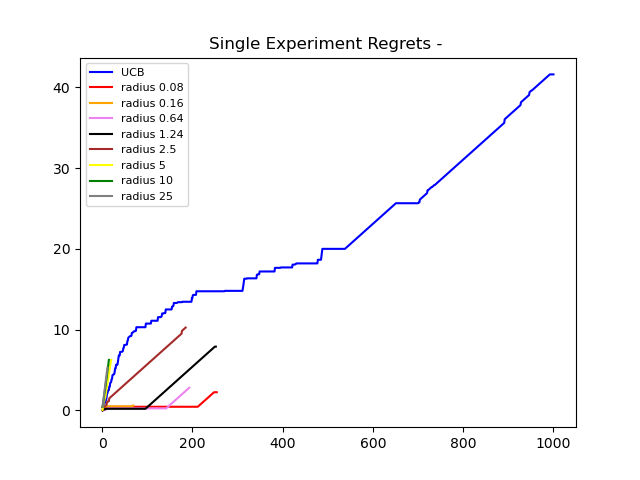 Single Experiment Regrets -
UCB
radius 0.08
radius 0.16
radius 0.64
radius 1.24
radius 2.5
radius 5
radius 10
radius 25
40
30
20
10
0
0 200 400 600 800 1000